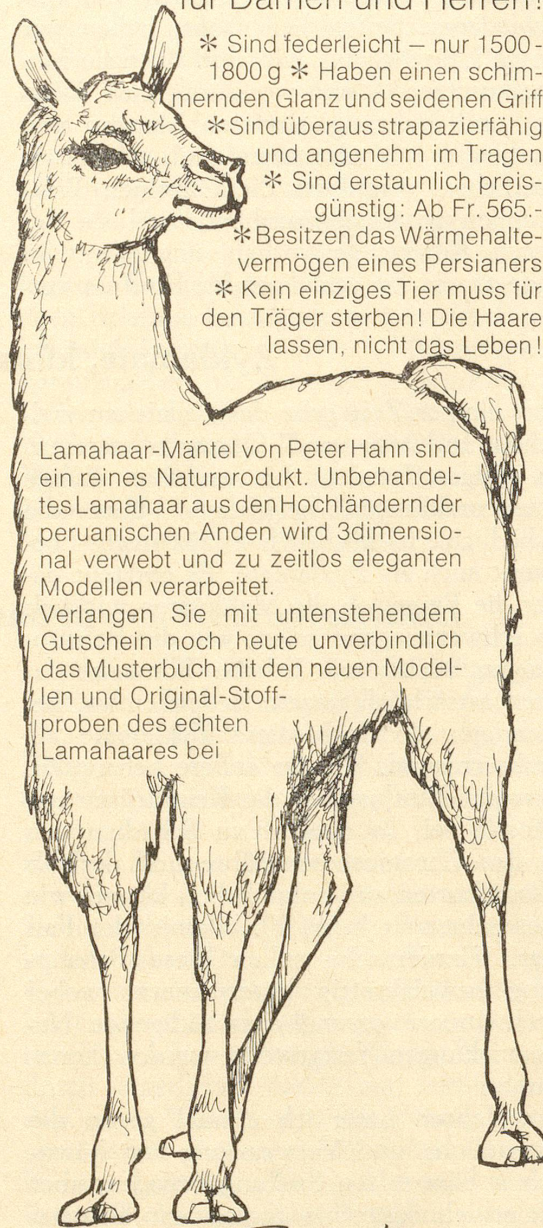 für Damen und Herren!
* Sind federleicht – nur 1500-
1800 g * Haben einen schim-
mernden Glanz und seidenen Griff
* Sind überaus strapazierfähig
und angenehm im Tragen
* Sind erstaunlich preis-
günstig: Ab Fr. 565.-
* Besitzen das Wärmehalte-
vermögen eines Persianers
* Kein einziges Tier muss für
den Träger sterben! Die Haare
lassen, nicht das Leben!
Lamahaar-Mäntel von Peter Hahn sind
ein reines Naturprodukt. Unbehandel-
tes Lamahaar aus den Hochländern der
peruanischen Anden wird 3dimensio-
nal verwebt und zu zeitlos eleganten
Modellen verarbeitet.
Verlangen Sie mit untenstehendem
Gutschein noch heute unverbindlich
das Musterbuch mit den neuen Model-
len und Original-Stoff-
proben des echten
Lamahaares bei